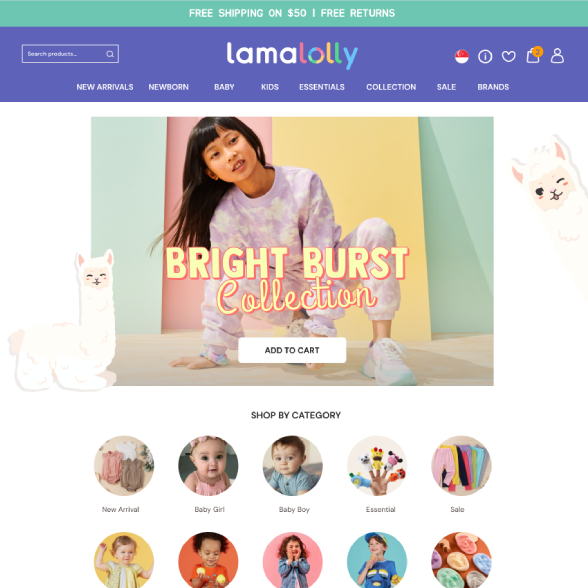 FREE SHIPPING ON $50 | FREE RETURNS
Search products...
lamalolly
NEW ARRIVALS NEWBORN BABY KIDS ESSENTIALS COLLECTION SALE BRANDS
BRIGHT BURST
Collection
ADD TO CART
SHOP BY CATEGORY
New Arrival Baby Girl Baby Boy Essential Sale